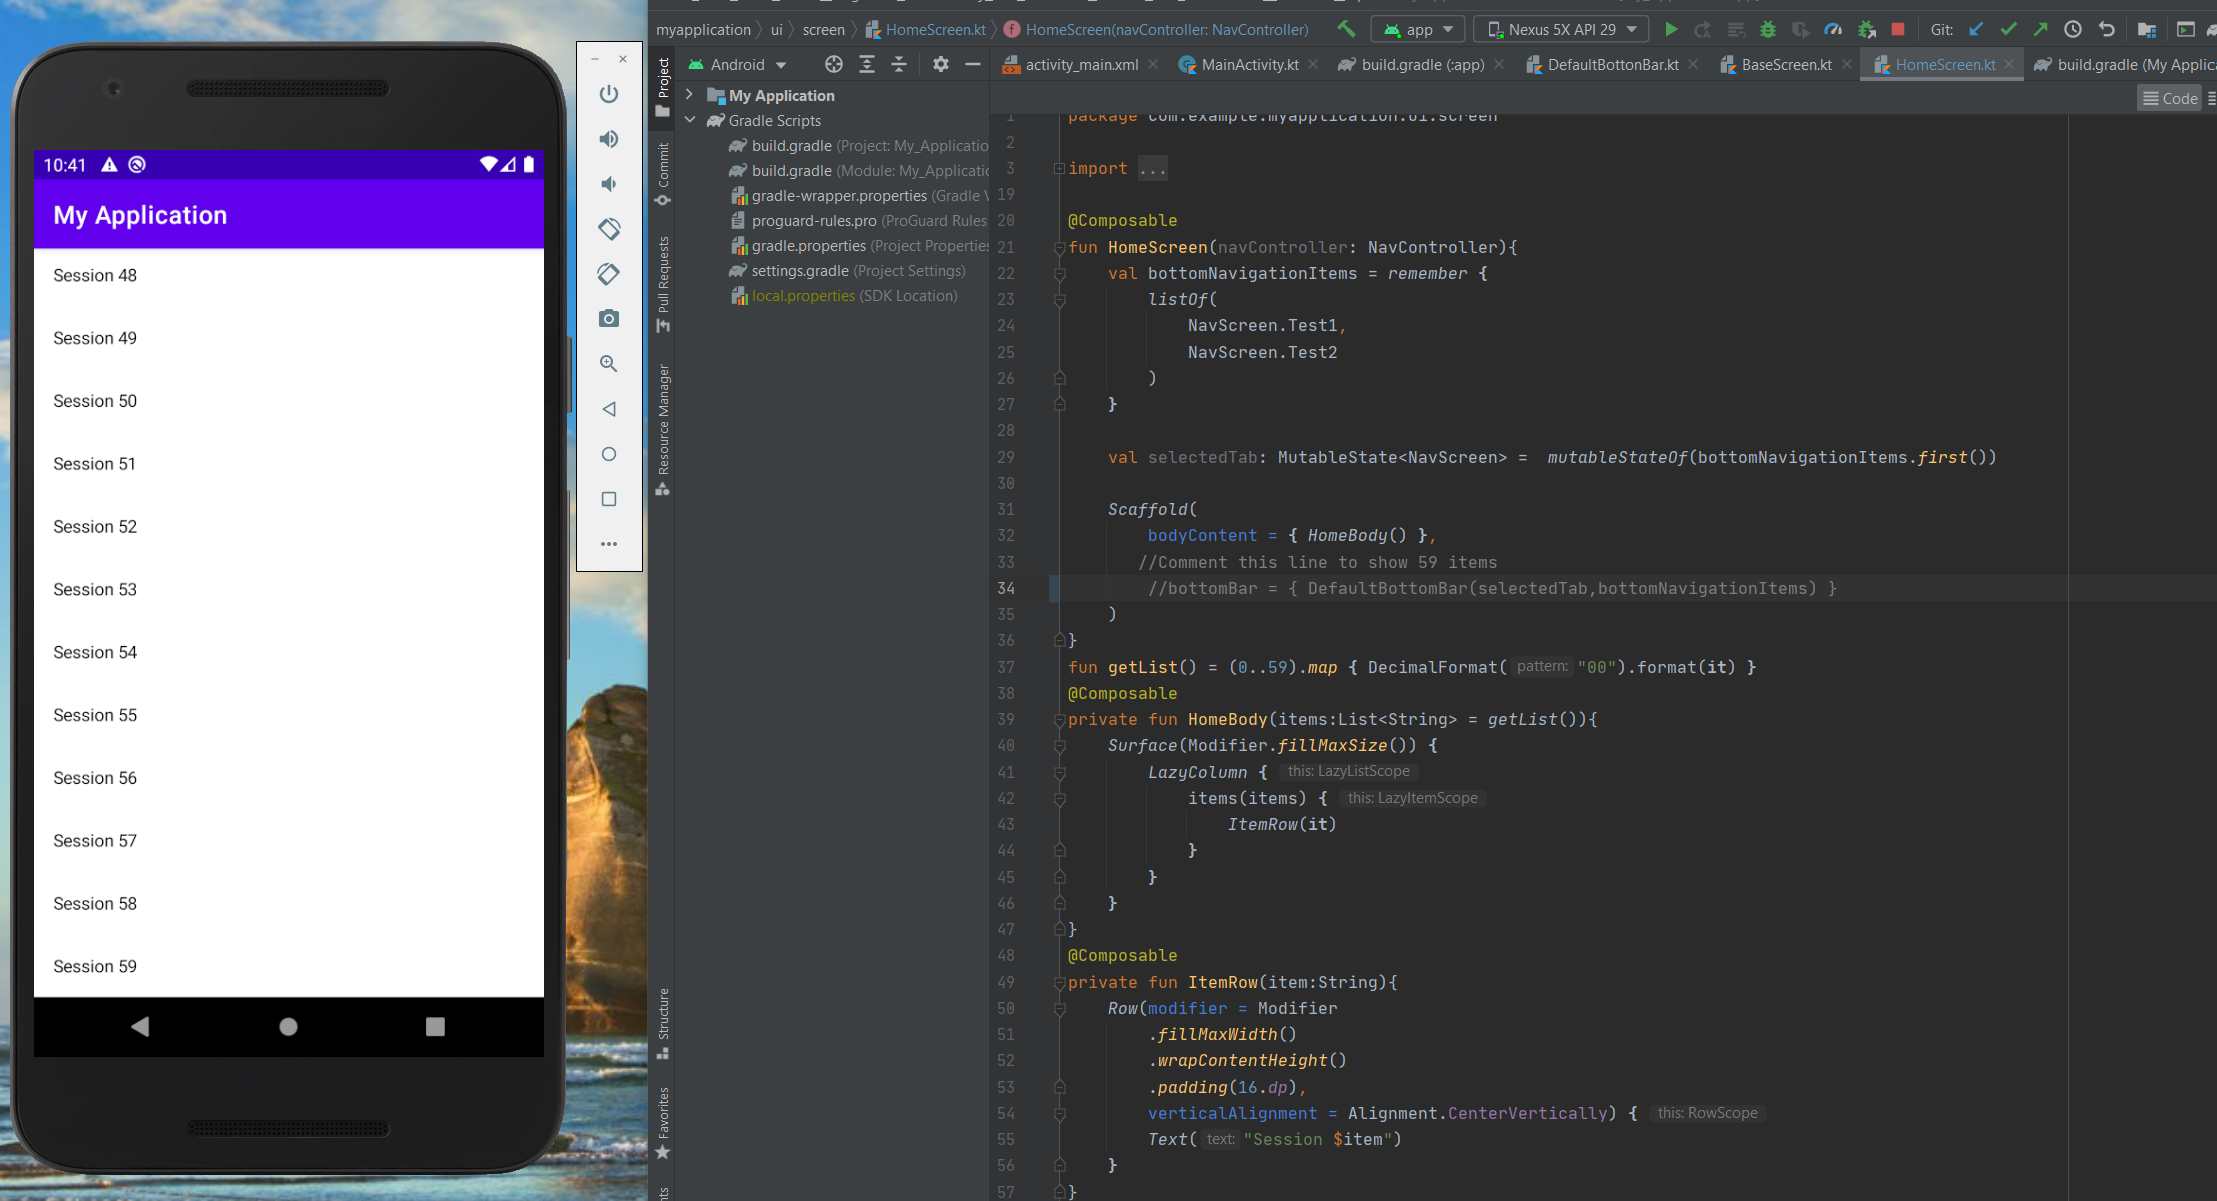 10:41
My Application
Session 48
Session 49
Session 50
Session 51
Session 52
Session 53
Session 54
Session 55
Session 56
Session 57
Session 58
Session 59
myapplication ui screen HomeScreen.kt HomeScreen(navController: NavController) app Nexus 5X API 29 Git:
Project
Commit
Pull Requests
Resource Manager
Structure
Favorites
Android
My Application
Gradle Scripts
build.gradle (Project: My_Applicatio
build.gradle (Module: My_Applicatio
gradle-wrapper.properties (Gradle V
proguard-rules.pro (ProGuard Rules
gradle.properties (Project Properties
settings.gradle (Project Settings)
local.properties (SDK Location)
activity_main.xml MainActivity.kt build.gradle (:app) DefaultBottonBar.kt BaseScreen.kt HomeScreen.kt build.gradle (My Applica
Code
1 package com.example.myapplication.ui.screen
2
3 import ...
19
20 @Composable
21 fun HomeScreen(navController: NavController){
22 val bottomNavigationItems = remember {
23 listOf(
24 NavScreen.Test1,
25 NavScreen.Test2
26 )
27 }
28
29 val selectedTab: MutableState<NavScreen> = mutableStateOf(bottomNavigationItems.first())
30
31 Scaffold(
32 bodyContent = { HomeBody() },
33 //Comment this line to show 59 items
34 //bottomBar = { DefaultBottomBar(selectedTab,bottomNavigationItems) }
35 )
36 }
37 fun getList() = (0..59).map { DecimalFormat( pattern: "00").format(it) }
38 @Composable
39 private fun HomeBody(items:List<String> = getList()){
40 Surface(Modifier.fillMaxSize()) {
41 LazyColumn { this: LazyListScope
42 items(items) { this: LazyItemScope
43 ItemRow(it)
44 }
45 }
46 }
47 }
48 @Composable
49 private fun ItemRow(item:String){
50 Row(modifier = Modifier
51 .fillMaxWidth()
52 .wrapContentHeight()
53 .padding(16.dp),
54 verticalAlignment = Alignment.CenterVertically) { this: RowScope
55 Text( text: "Session $item")
56 }
57 }